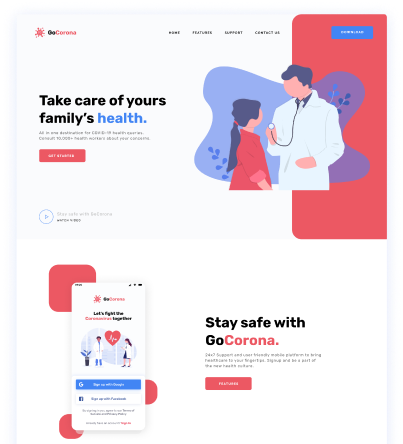 GoCorona
HOME FEATURES SUPPORT CONTACT US
DOWNLOAD
Take care of yours
family's health.
All in one destination for COVID-19 health queries.
Consult 10,000+ health workers about your concerns.
GET STARTED
Stay safe with GoCorona
WATCH VIDEO
GoCorona
Let's fight the
Coronavirus together
Sign up with Google
Sign up with Facebook
Sign up
Stay safe with
GoCorona.
24x7 Support and user friendly mobile platform to bring
healthcare to your fingertips. Signup and be a part of
the new health culture.
FEATURES